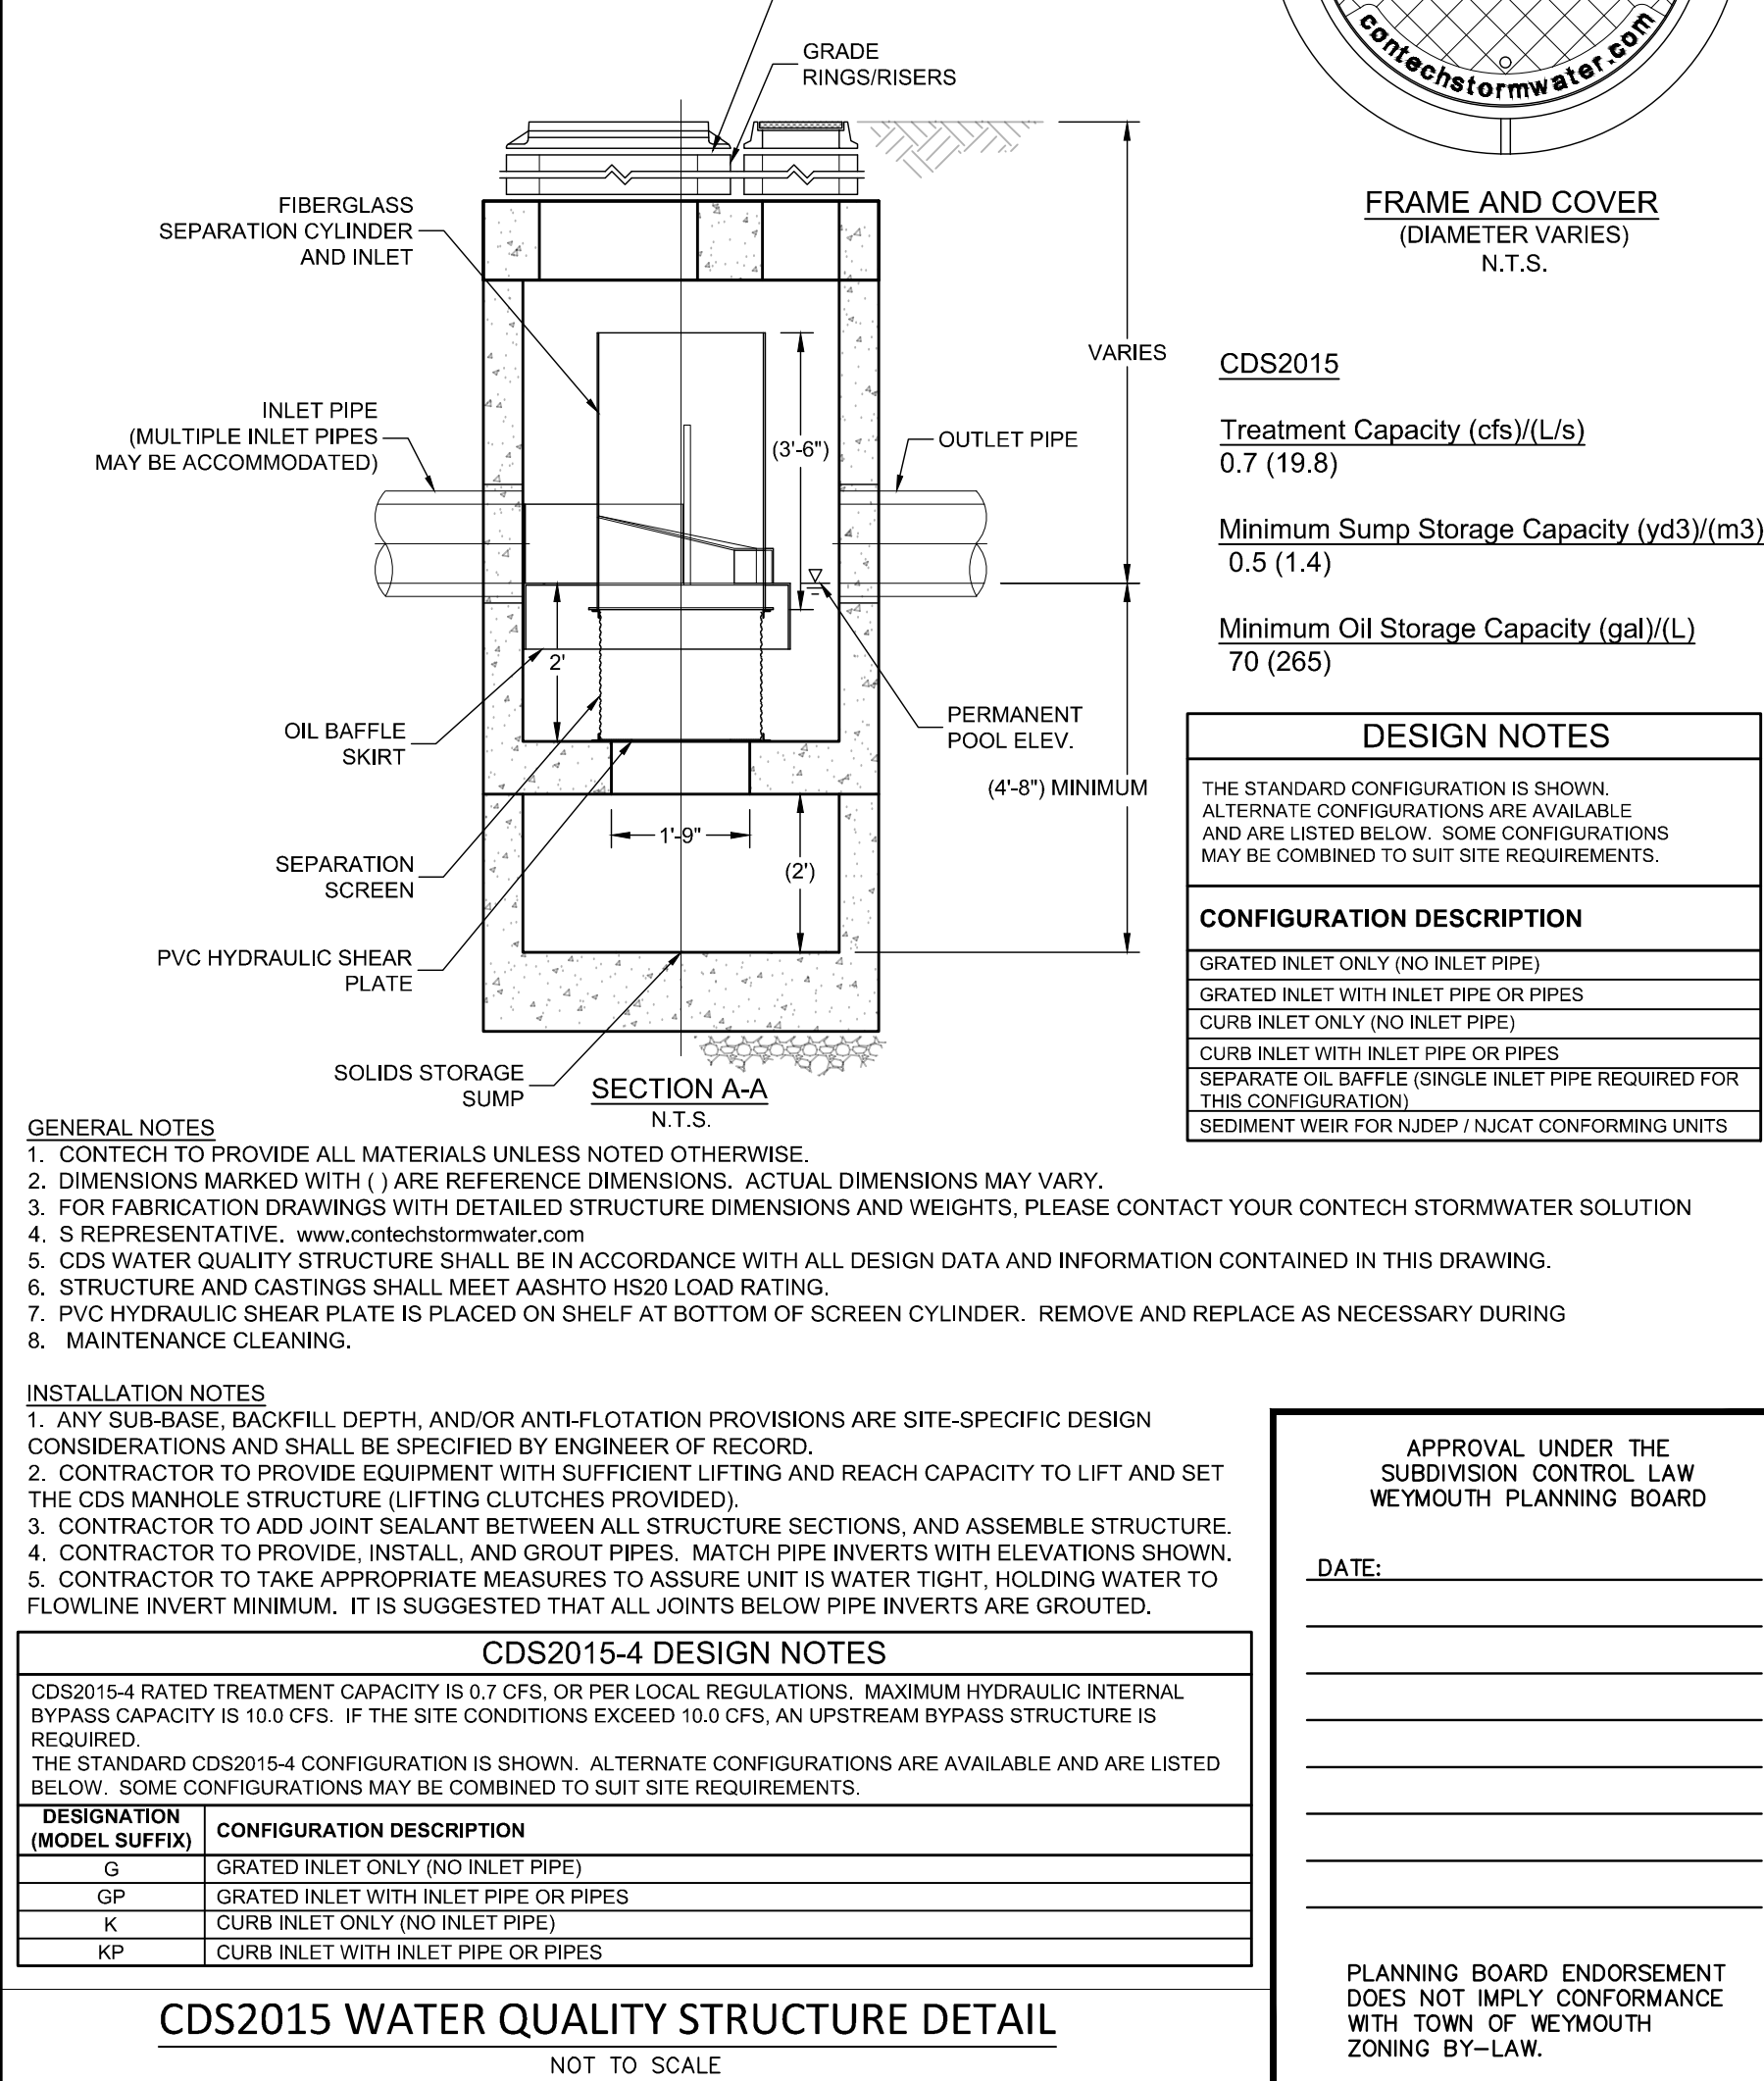 GRADE
RINGS/RISERS
contechstormwater.com
FRAME AND COVER
(DIAMETER VARIES)
N.T.S.
FIBERGLASS
SEPARATION CYLINDER
AND INLET
VARIES
CDS2015
Treatment Capacity (cfs)/(L/s)
0.7 (19.8)
Minimum Sump Storage Capacity (yd3)/(m3)
0.5 (1.4)
Minimum Oil Storage Capacity (gal)/(L)
70 (265)
INLET PIPE
(MULTIPLE INLET PIPES
MAY BE ACCOMMODATED)
(3'-6")
OUTLET PIPE
2'
OIL BAFFLE
SKIRT
PERMANENT
POOL ELEV.
(4'-8") MINIMUM
1'-9"
(2')
SEPARATION
SCREEN
PVC HYDRAULIC SHEAR
PLATE
SOLIDS STORAGE
SUMP
SECTION A-A
N.T.S.
DESIGN NOTES
THE STANDARD CONFIGURATION IS SHOWN.
ALTERNATE CONFIGURATIONS ARE AVAILABLE
AND ARE LISTED BELOW. SOME CONFIGURATIONS
MAY BE COMBINED TO SUIT SITE REQUIREMENTS.
CONFIGURATION DESCRIPTION
GRATED INLET ONLY (NO INLET PIPE)
GRATED INLET WITH INLET PIPE OR PIPES
CURB INLET ONLY (NO INLET PIPE)
CURB INLET WITH INLET PIPE OR PIPES
SEPARATE OIL BAFFLE (SINGLE INLET PIPE REQUIRED FOR
THIS CONFIGURATION)
SEDIMENT WEIR FOR NJDEP / NJCAT CONFORMING UNITS
GENERAL NOTES
1. CONTECH TO PROVIDE ALL MATERIALS UNLESS NOTED OTHERWISE.
2. DIMENSIONS MARKED WITH ( ) ARE REFERENCE DIMENSIONS. ACTUAL DIMENSIONS MAY VARY.
3. FOR FABRICATION DRAWINGS WITH DETAILED STRUCTURE DIMENSIONS AND WEIGHTS, PLEASE CONTACT YOUR CONTECH STORMWATER SOLUTION
4. S REPRESENTATIVE. www.contechstormwater.com
5. CDS WATER QUALITY STRUCTURE SHALL BE IN ACCORDANCE WITH ALL DESIGN DATA AND INFORMATION CONTAINED IN THIS DRAWING.
6. STRUCTURE AND CASTINGS SHALL MEET AASHTO HS20 LOAD RATING.
7. PVC HYDRAULIC SHEAR PLATE IS PLACED ON SHELF AT BOTTOM OF SCREEN CYLINDER. REMOVE AND REPLACE AS NECESSARY DURING
8. MAINTENANCE CLEANING.
INSTALLATION NOTES
1. ANY SUB-BASE, BACKFILL DEPTH, AND/OR ANTI-FLOTATION PROVISIONS ARE SITE-SPECIFIC DESIGN
CONSIDERATIONS AND SHALL BE SPECIFIED BY ENGINEER OF RECORD.
2. CONTRACTOR TO PROVIDE EQUIPMENT WITH SUFFICIENT LIFTING AND REACH CAPACITY TO LIFT AND SET
THE CDS MANHOLE STRUCTURE (LIFTING CLUTCHES PROVIDED).
3. CONTRACTOR TO ADD JOINT SEALANT BETWEEN ALL STRUCTURE SECTIONS, AND ASSEMBLE STRUCTURE.
4. CONTRACTOR TO PROVIDE, INSTALL, AND GROUT PIPES. MATCH PIPE INVERTS WITH ELEVATIONS SHOWN.
5. CONTRACTOR TO TAKE APPROPRIATE MEASURES TO ASSURE UNIT IS WATER TIGHT, HOLDING WATER TO
FLOWLINE INVERT MINIMUM. IT IS SUGGESTED THAT ALL JOINTS BELOW PIPE INVERTS ARE GROUTED.
CDS2015-4 DESIGN NOTES
CDS2015-4 RATED TREATMENT CAPACITY IS 0.7 CFS, OR PER LOCAL REGULATIONS. MAXIMUM HYDRAULIC INTERNAL
BYPASS CAPACITY IS 10.0 CFS. IF THE SITE CONDITIONS EXCEED 10.0 CFS, AN UPSTREAM BYPASS STRUCTURE IS
REQUIRED.
THE STANDARD CDS2015-4 CONFIGURATION IS SHOWN. ALTERNATE CONFIGURATIONS ARE AVAILABLE AND ARE LISTED
BELOW. SOME CONFIGURATIONS MAY BE COMBINED TO SUIT SITE REQUIREMENTS.
DESIGNATION
(MODEL SUFFIX) CONFIGURATION DESCRIPTION
G GRATED INLET ONLY (NO INLET PIPE)
GP GRATED INLET WITH INLET PIPE OR PIPES
K CURB INLET ONLY (NO INLET PIPE)
KP CURB INLET WITH INLET PIPE OR PIPES
CDS2015 WATER QUALITY STRUCTURE DETAIL
NOT TO SCALE
APPROVAL UNDER THE
SUBDIVISION CONTROL LAW
WEYMOUTH PLANNING BOARD
DATE:
PLANNING BOARD ENDORSEMENT
DOES NOT IMPLY CONFORMANCE
WITH TOWN OF WEYMOUTH
ZONING BY-LAW.